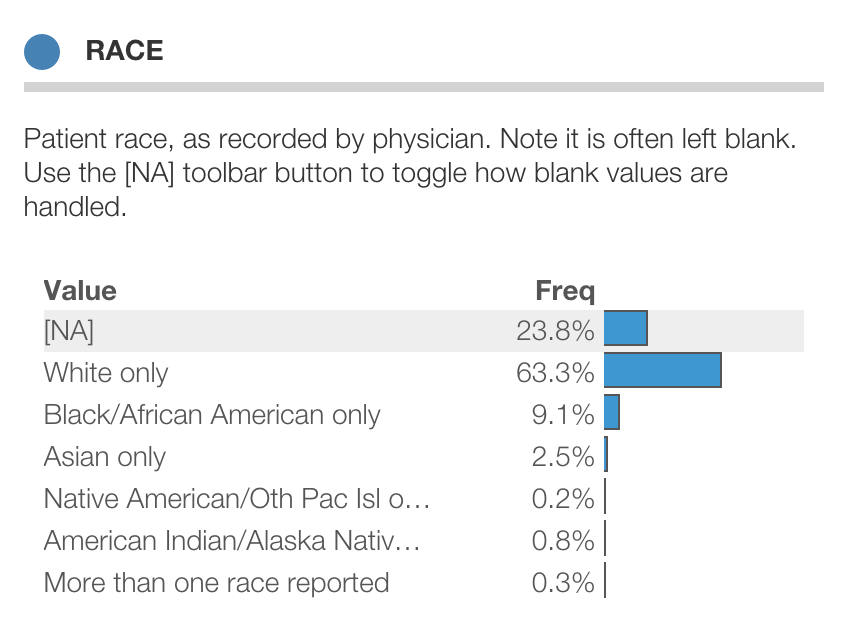 RACE
Patient race, as recorded by physician. Note it is often left blank.
Use the [NA] toolbar button to toggle how blank values are
handled.
Value Freq
[NA] 23.8%
White only 63.3%
Black/African American only 9.1%
Asian only 2.5%
Native American/Oth Pac Isl o… 0.2%
American Indian/Alaska Nativ… 0.8%
More than one race reported 0.3%